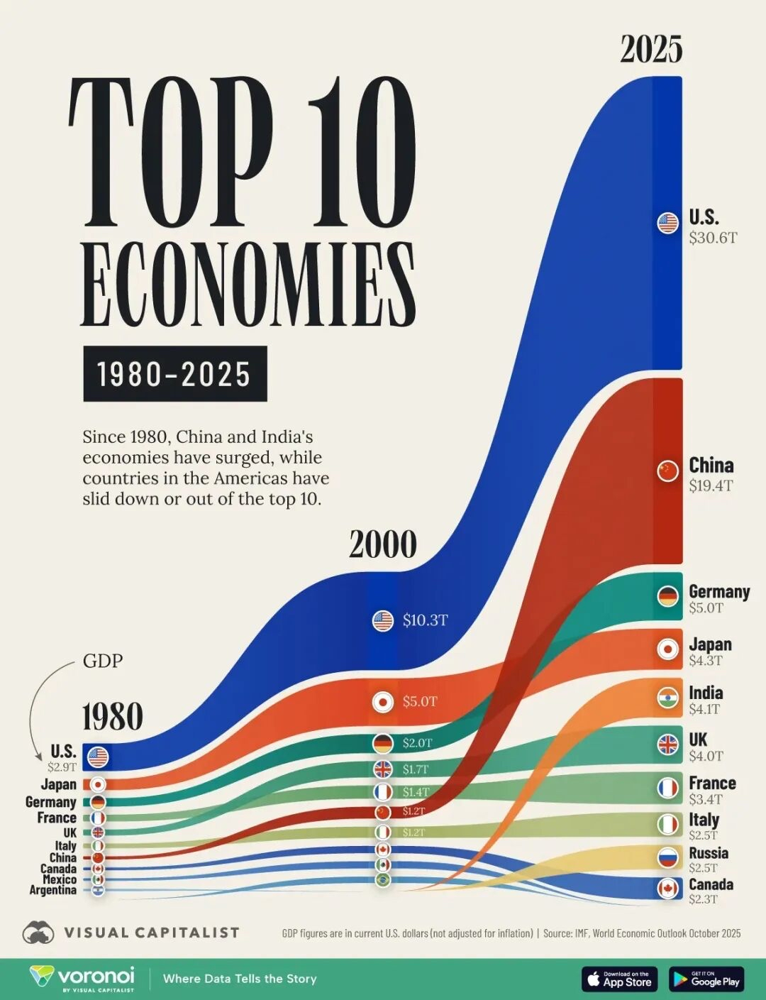 2025
TOP 10
ECONOMIES
1980-2025
Since 1980, China and India's
economies have surged, while
countries in the Americas have
slid down or out of the top 10.
2000
GDP
1980
U.S.
$2.9T
Japan
Germany
France
UK
Italy
China
Canada
Mexico
Argentina
$10.3T
$5.0T
$2.0T
$1.7T
$1.4T
$1.2T
$1.2T
U.S.
$30.6T
China
$19.4T
Germany
$5.0T
Japan
$4.3T
India
$4.1T
UK
$4.0T
France
$3.4T
Italy
$2.5T
Russia
$2.5T
Canada
$2.3T
VISUAL CAPITALIST
GDP figures are in current U.S. dollars (not adjusted for inflation) | Source: IMF, World Economic Outlook October 2025
voronoi
BY VISUAL CAPITALIST
Where Data Tells the Story
Download on the
App Store
GET IT ON
Google Play